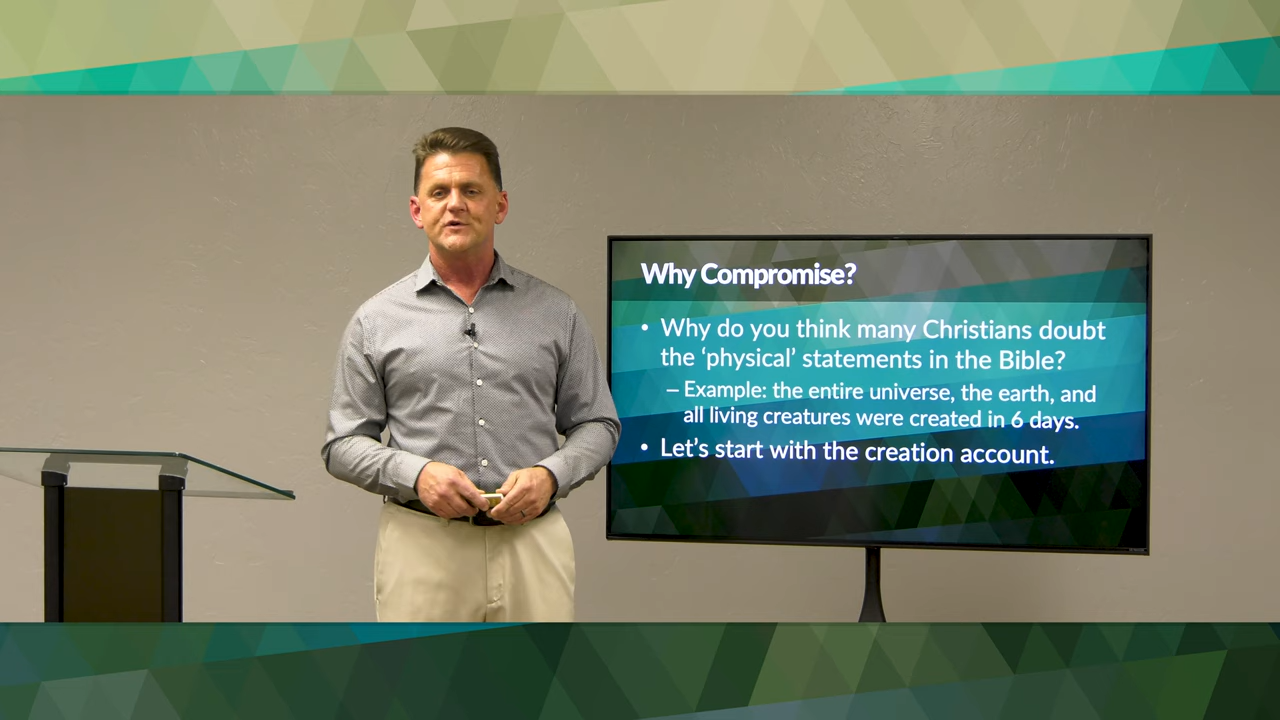 Why Compromise?
• Why do you think many Christians doubt
the ‘physical’ statements in the Bible?
– Example: the entire universe, the earth, and
all living creatures were created in 6 days.
• Let’s start with the creation account.